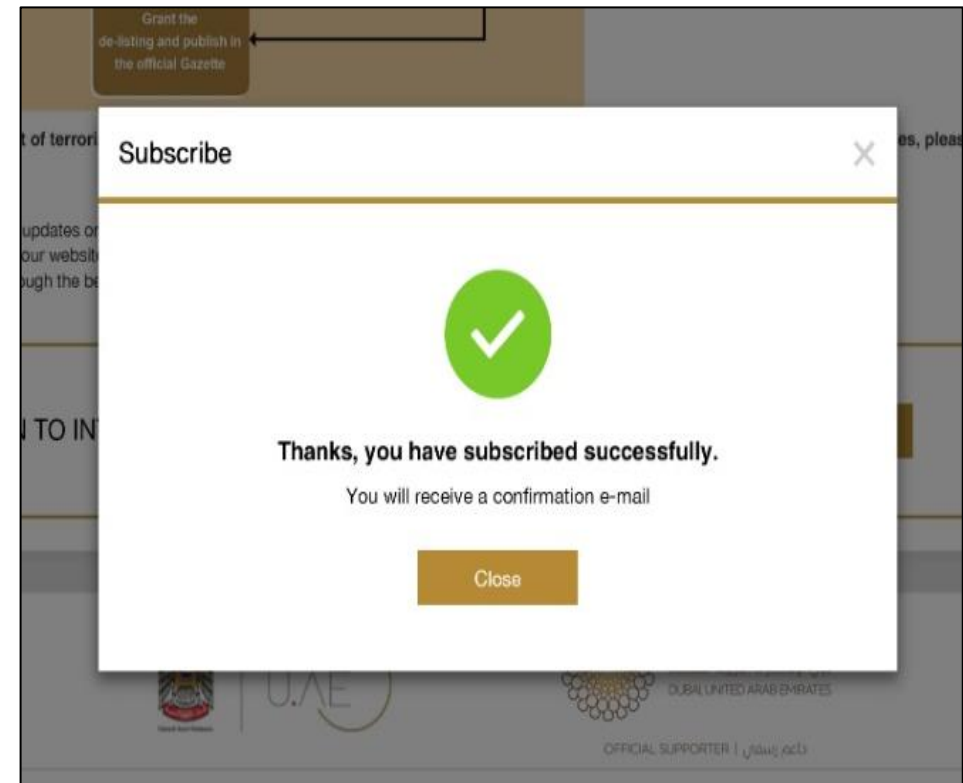 Grant the
de-listing and publish in
the official Gazette
t of terrori
es, pleas
Subscribe
updates or
our websit
ough the be
Thanks, you have subscribed successfully.
You will receive a confirmation e-mail
TO IN
Close
U.AE
DUBAI, UNITED ARAB EMIRATES
OFFICIAL SUPPORTER | داعم رسمي